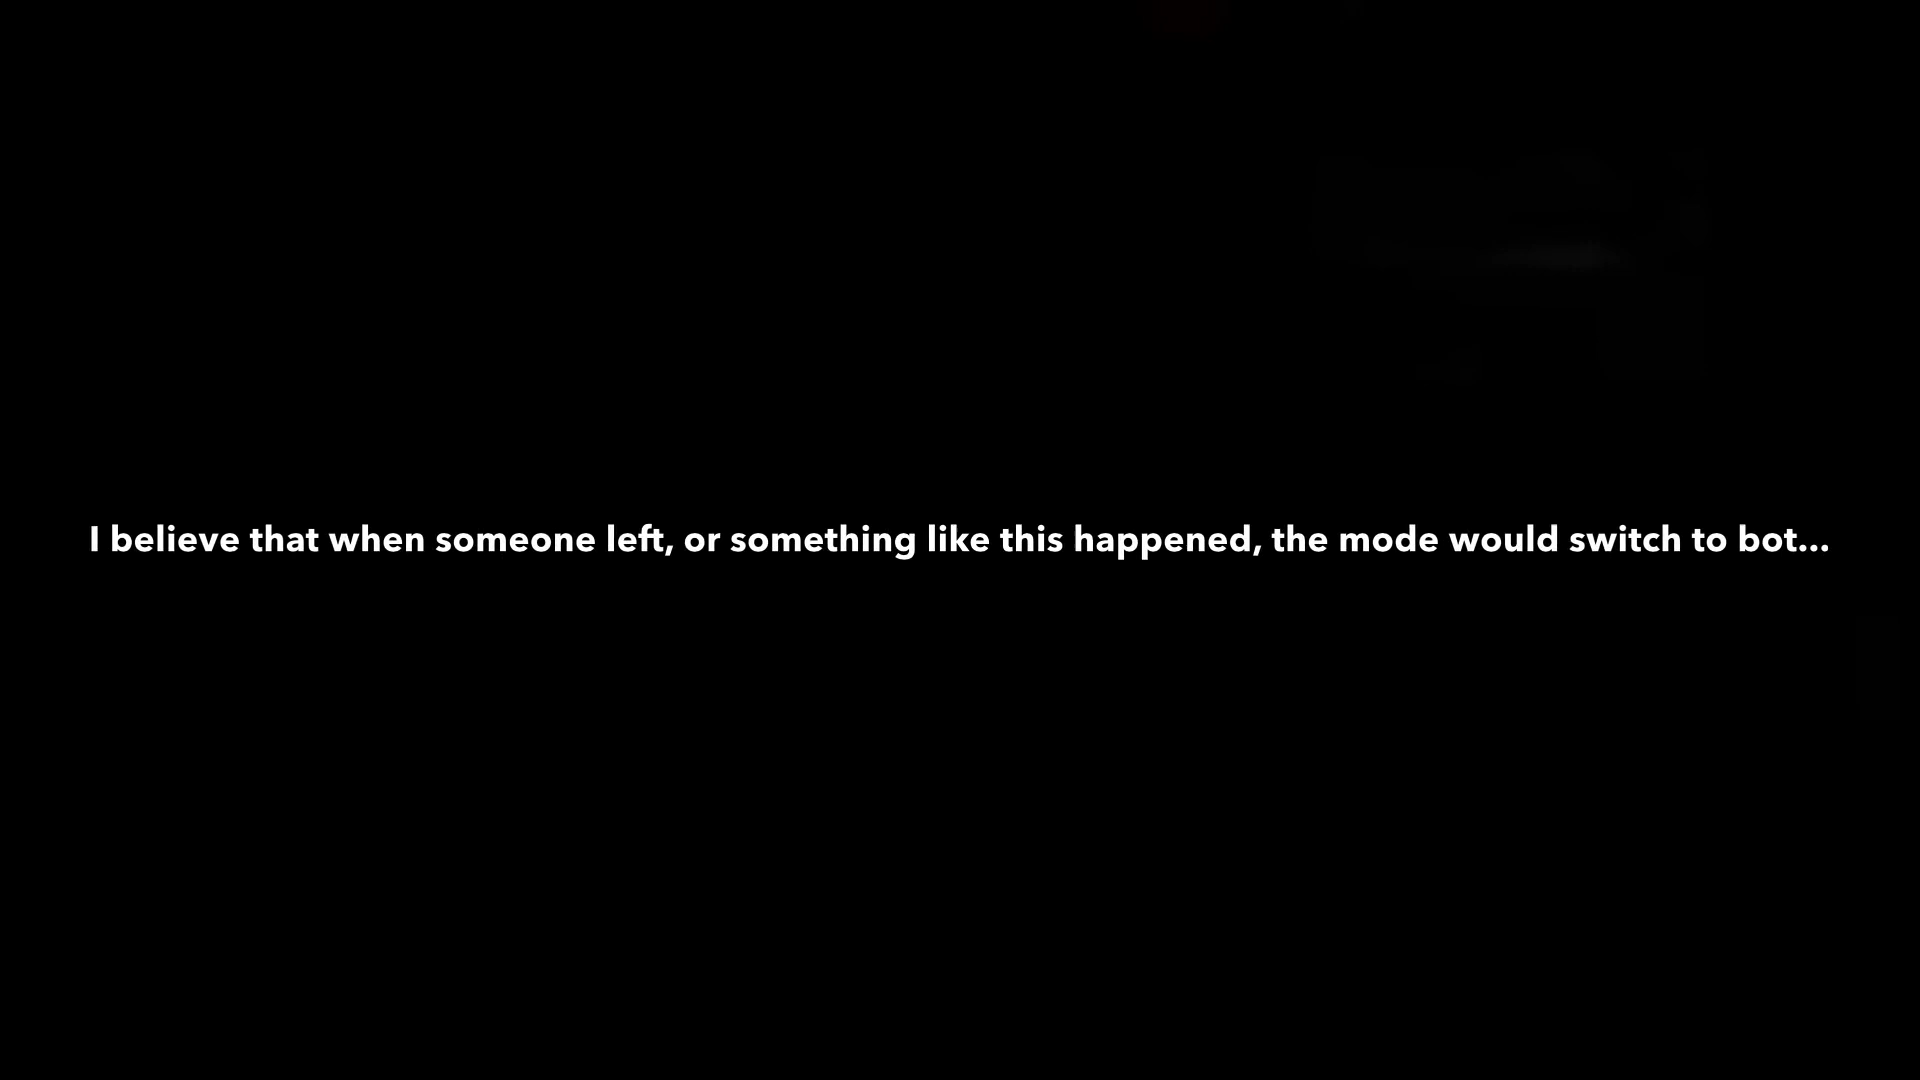 I believe that when someone left, or something like this happened, the mode would switch to bot...